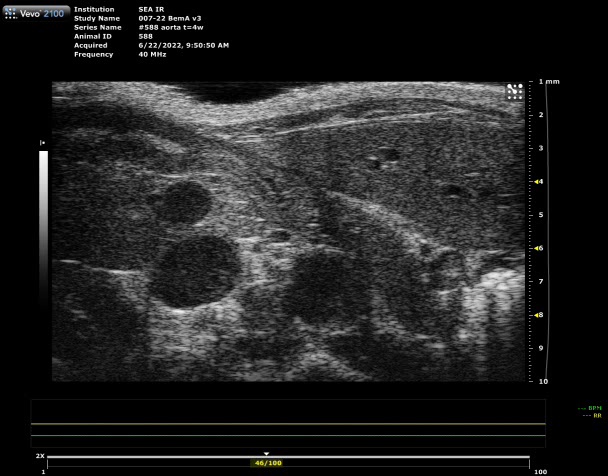 Vevo 2100
Institution SEA IR
Study Name 007-22 BemA v3
Series Name #588 aorta t=4w
Animal ID 588
Acquired 6/22/2022, 9:50:50 AM
Frequency 40 MHz
1 mm
2
3
4
5
6
7
8
9
10
--- BPM
--- RR
2X
46/100
1 100